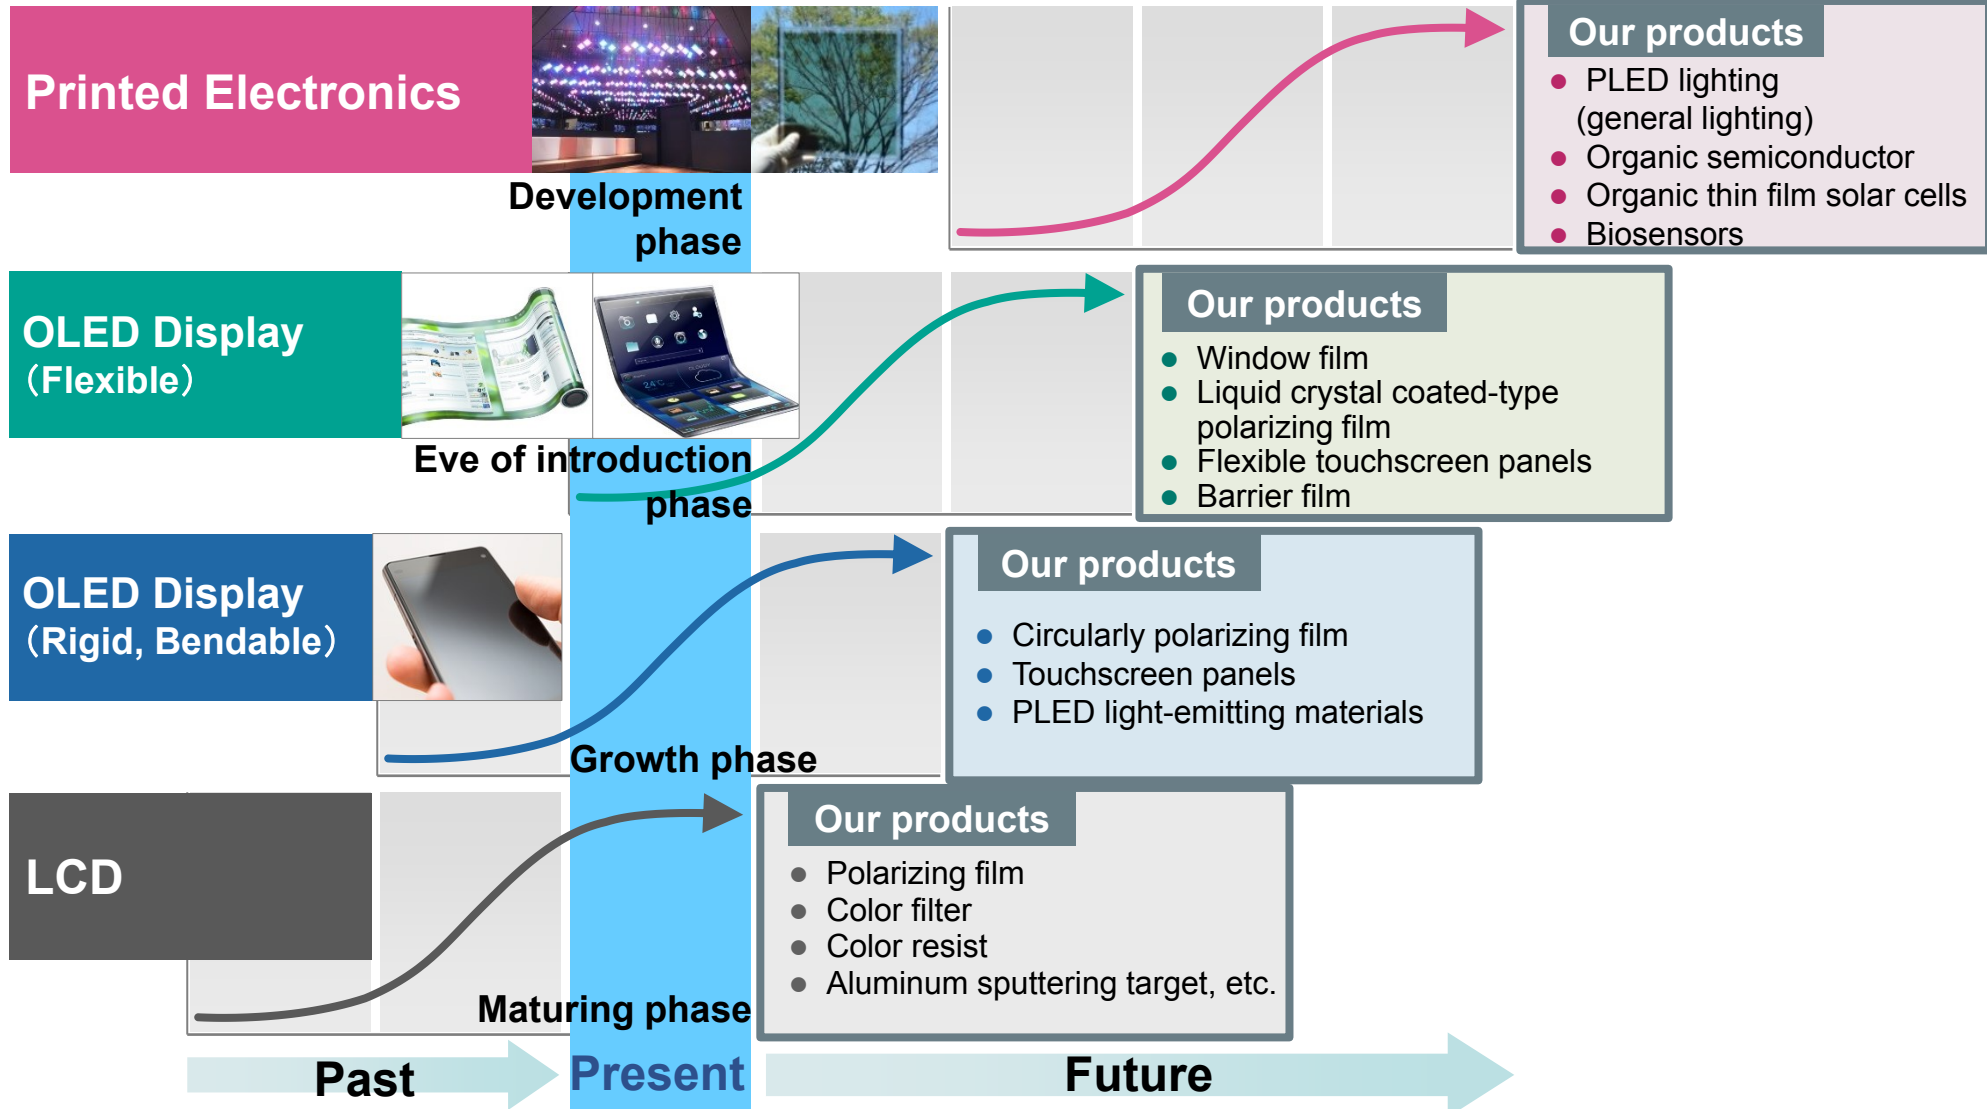 Printed Electronics
Development
phase
Our products
● PLED lighting
(general lighting)
● Organic semiconductor
● Organic thin film solar cells
● Biosensors
OLED Display
（Flexible）
24°C
Eve of introduction
phase
Our products
● Window film
● Liquid crystal coated-type
polarizing film
● Flexible touchscreen panels
● Barrier film
OLED Display
（Rigid, Bendable）
Growth phase
Our products
● Circularly polarizing film
● Touchscreen panels
● PLED light-emitting materials
LCD
Maturing phase
Our products
● Polarizing film
● Color filter
● Color resist
● Aluminum sputtering target, etc.
Past
Present
Future